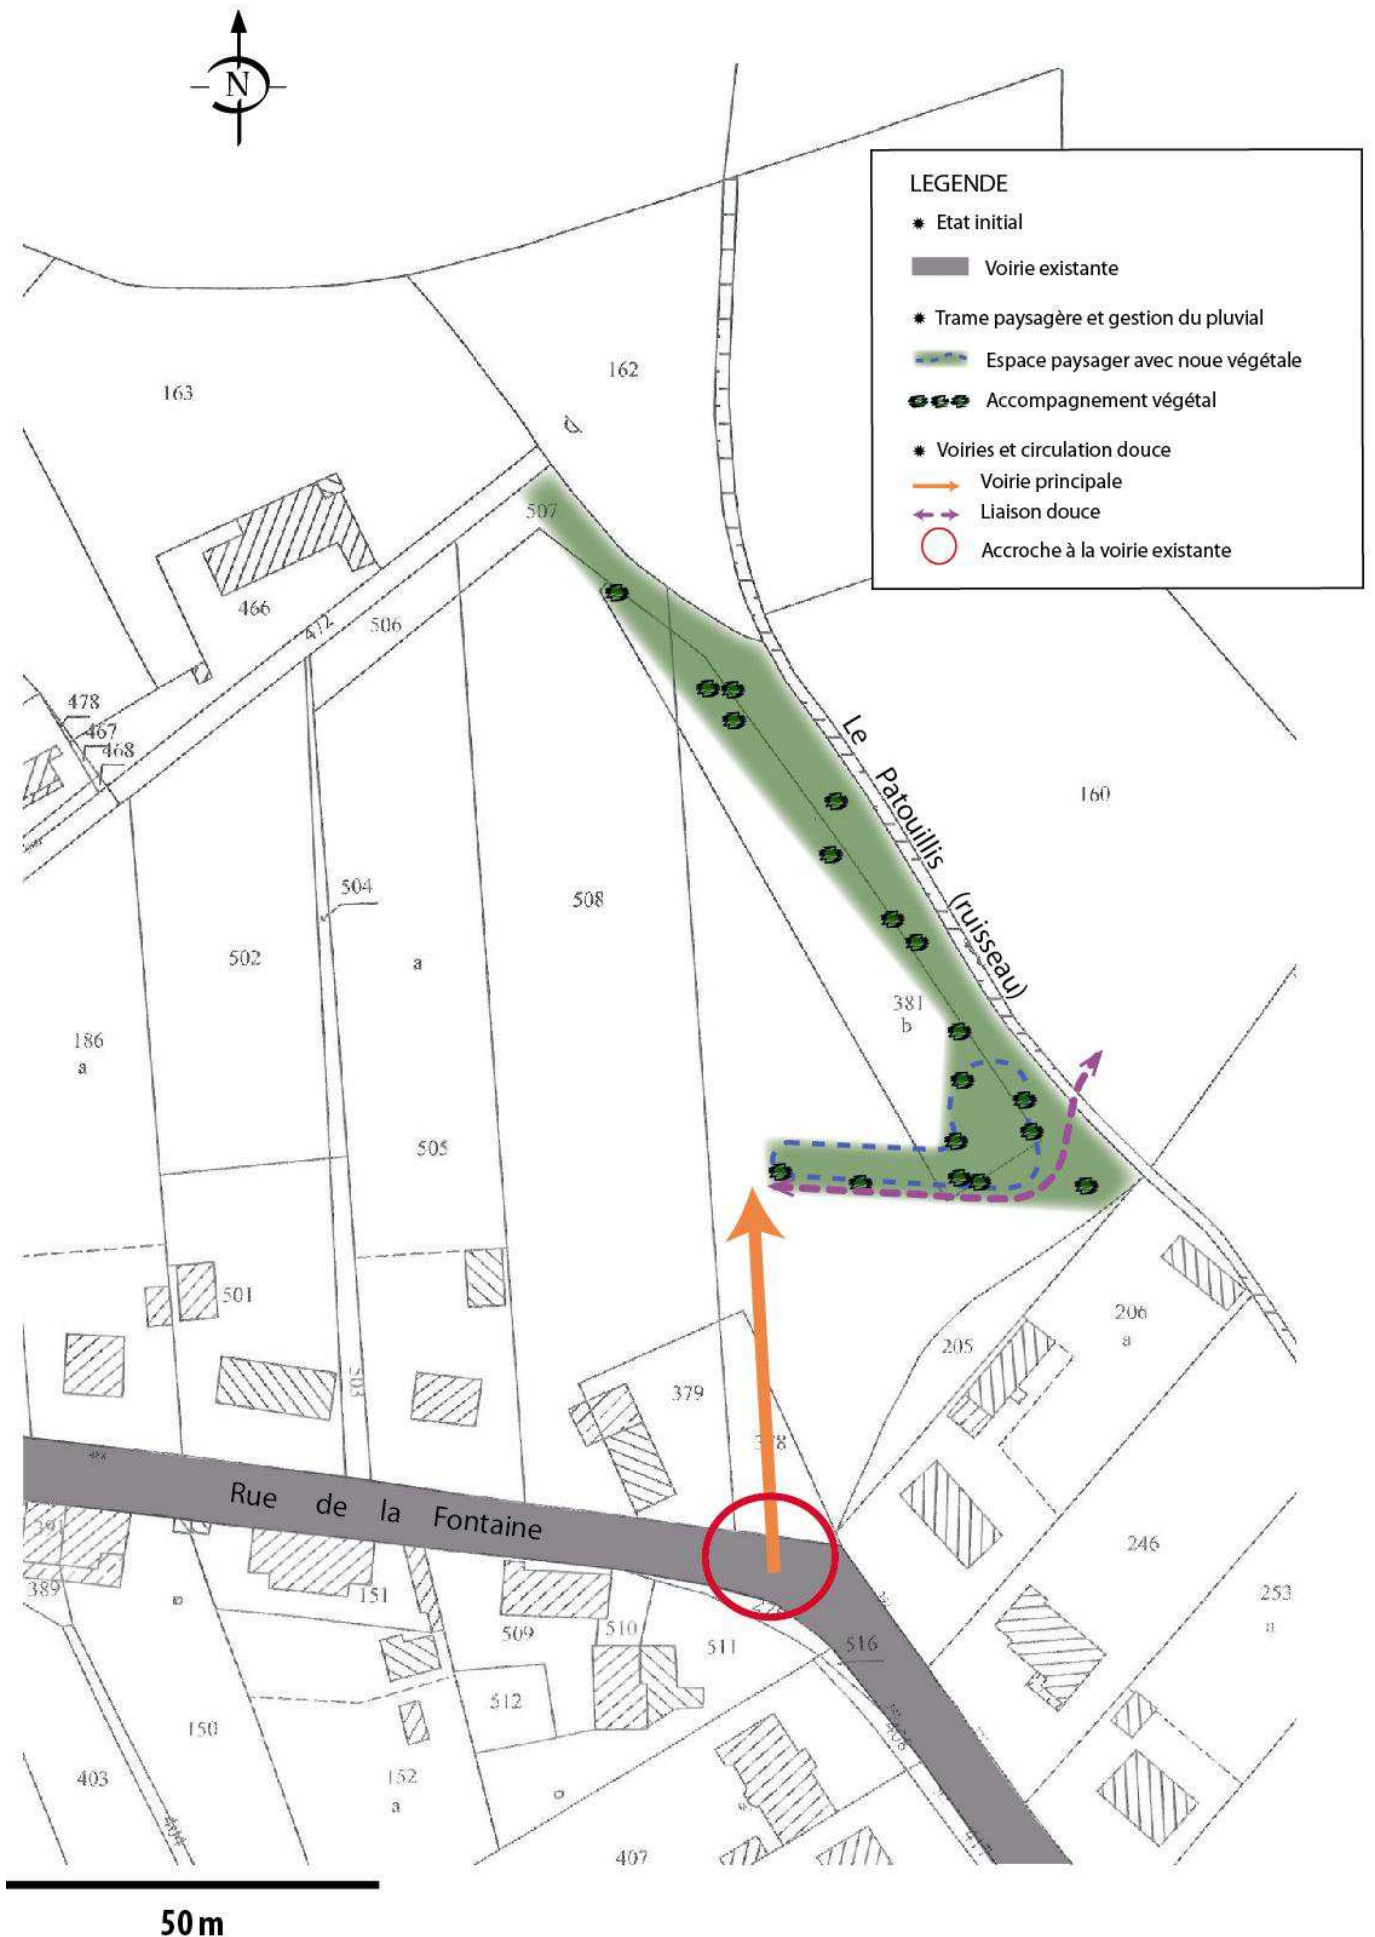 N
LEGENDE
Etat initial
Voirie existante
Trame paysagère et gestion du pluvial
Espace paysager avec noue végétale
Accompagnement végétal
Voiries et circulation douce
Voirie principale
Liaison douce
Accroche à la voirie existante
162
163
507
466
412
506
478
467
468
Le Patouillis (ruisseau)
160
504
508
502
a
381
b
186
a
505
501
206
a
205
503
379
378
Rue de la Fontaine
391
246
389
151
253
a
509
510
511
516
512
150
408
403
152
a
407
50 m